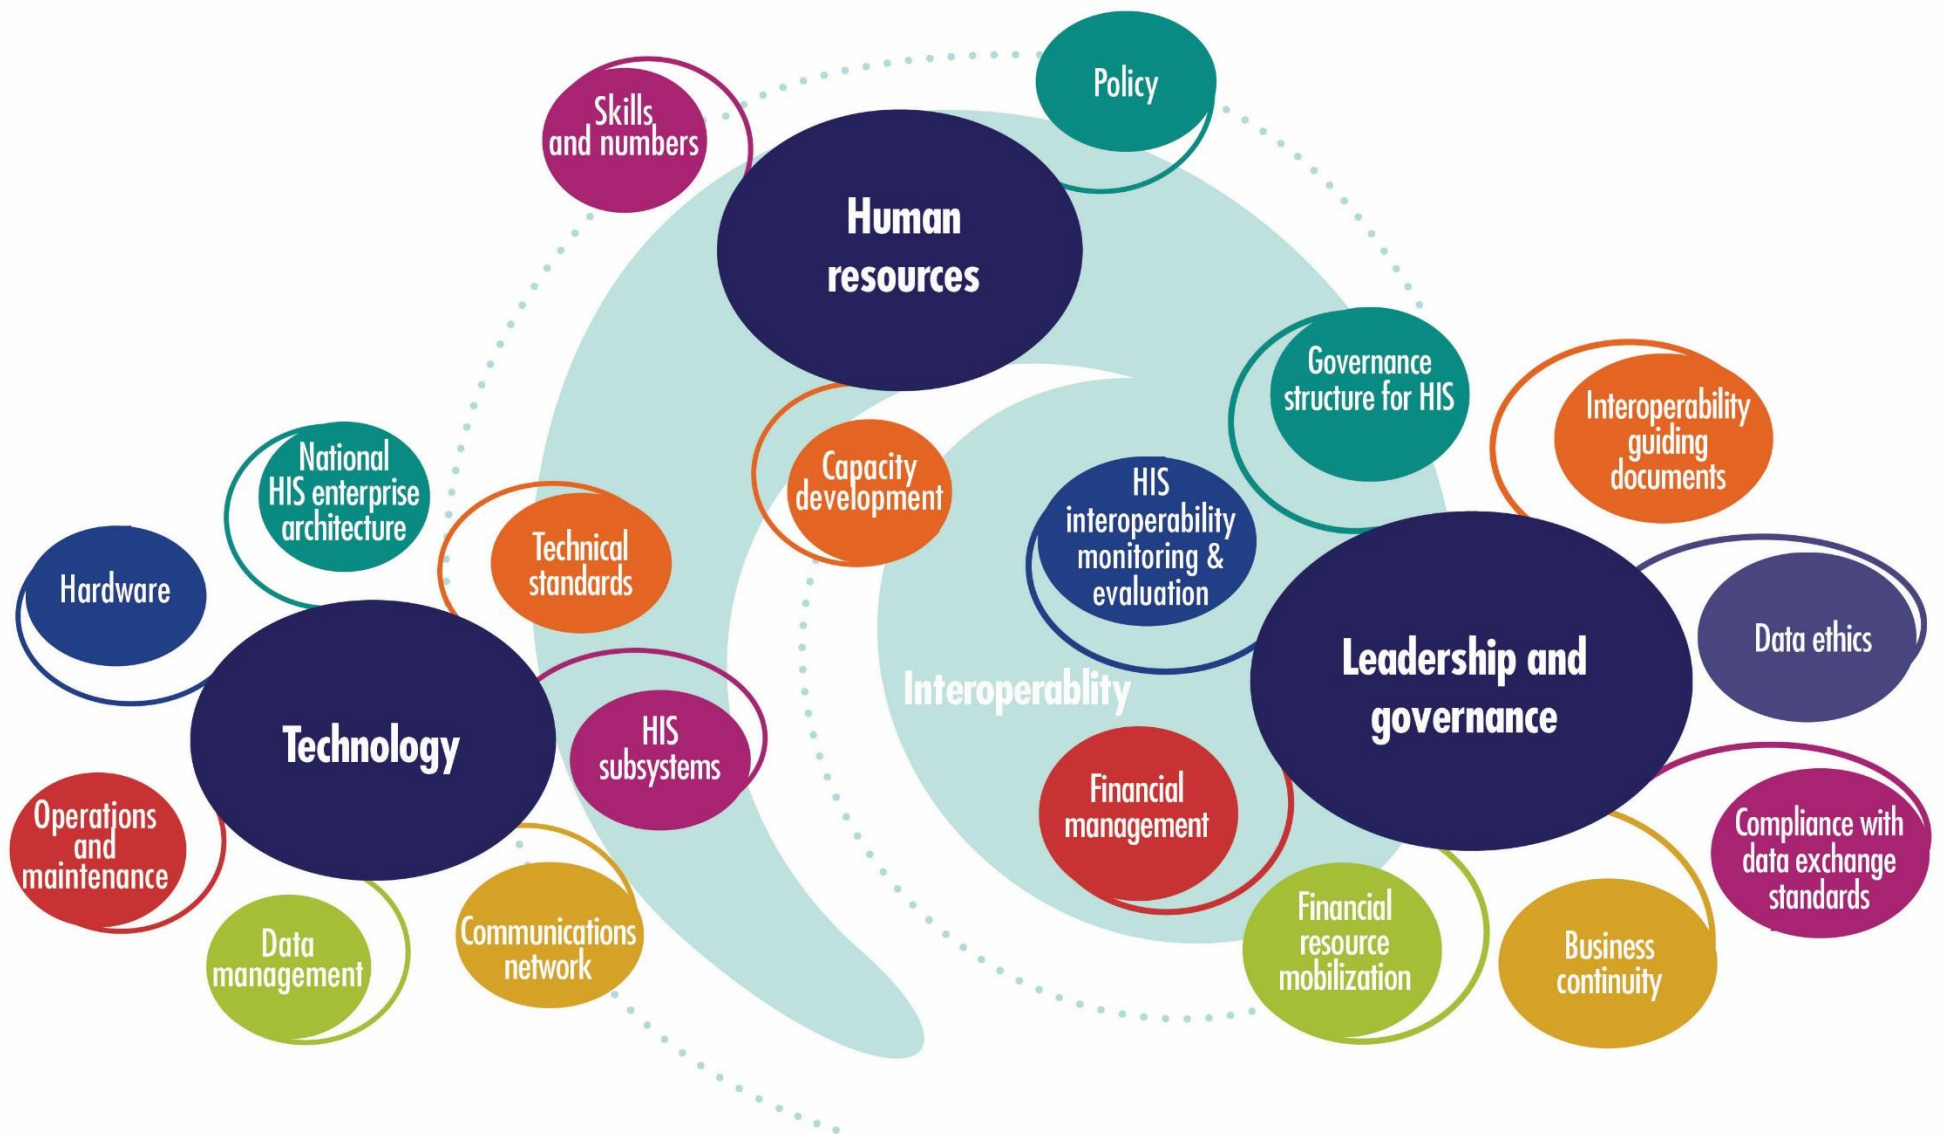 Policy
Skills
and numbers
Human
resources
Governance
structure for HIS
Interoperability
guiding
documents
National
HIS enterprise
architecture
Capacity
development
HIS
interoperability
monitoring &
evaluation
Technical
standards
Hardware
Data ethics
Leadership and
governance
Interoperablity
Technology
HIS
subsystems
Financial
management
Operations
and
maintenance
Compliance with
data exchange
standards
Data
management
Communications
network
Financial
resource
mobilization
Business
continuity